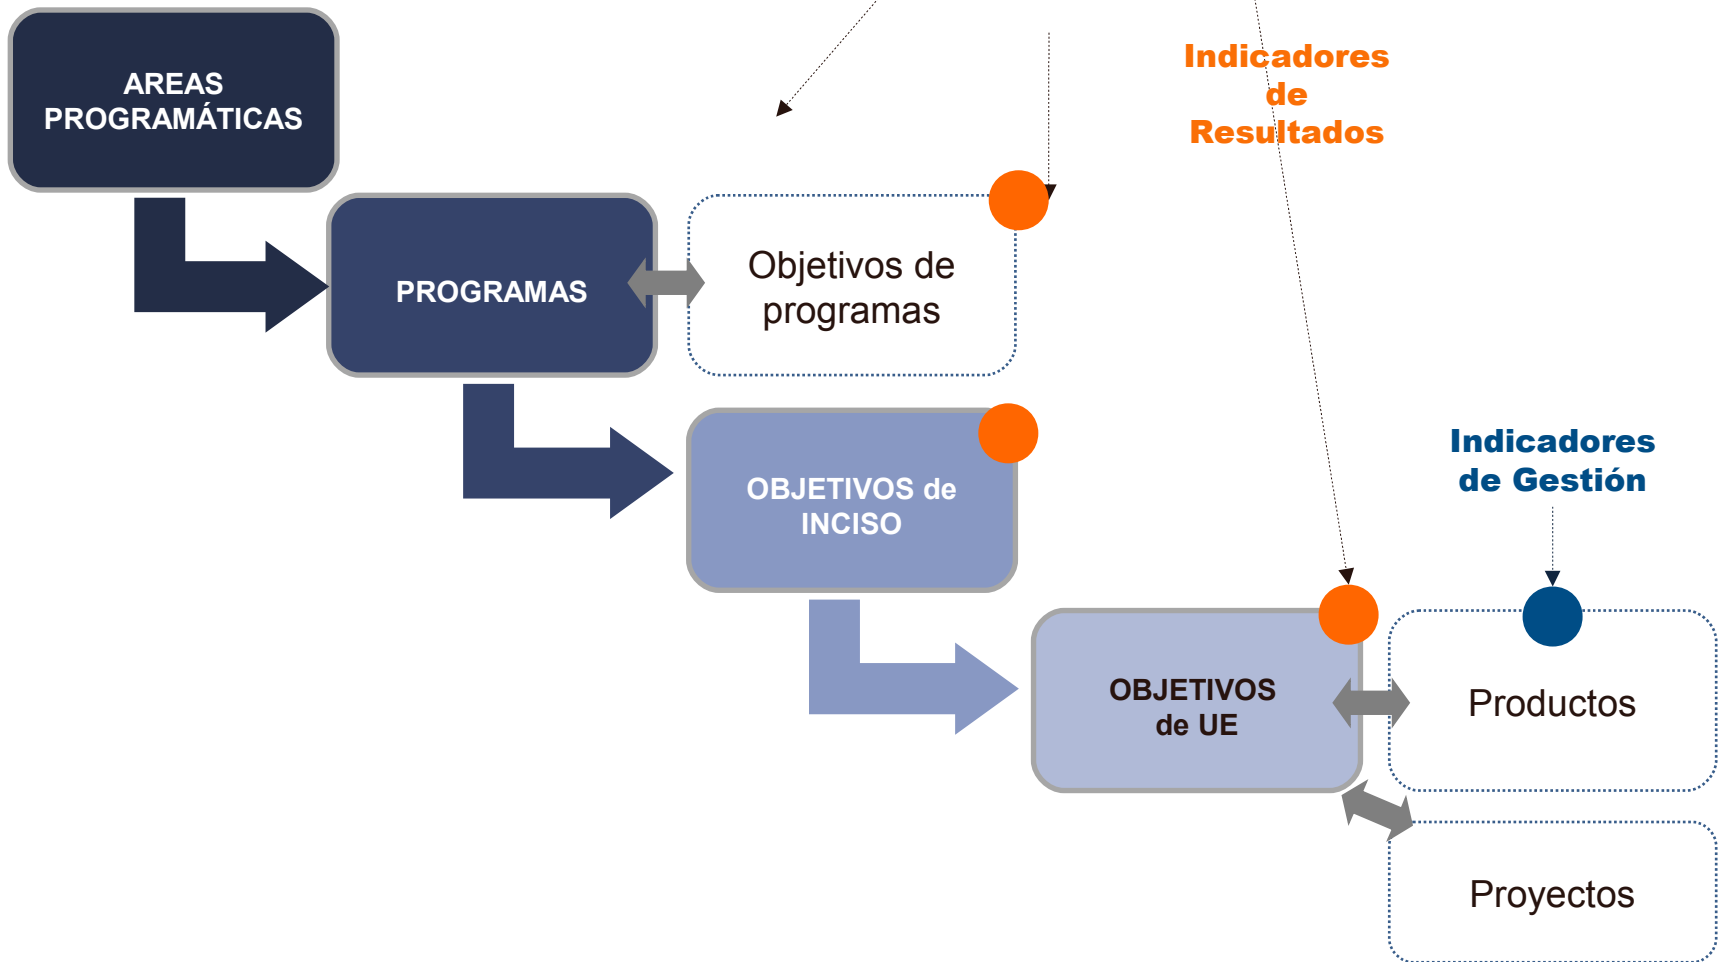 AREAS
PROGRAMÁTICAS
Indicadores
de
Resultados
PROGRAMAS
Objetivos de
programas
OBJETIVOS de
INCISO
Indicadores
de Gestión
OBJETIVOS
de UE
Productos
Proyectos